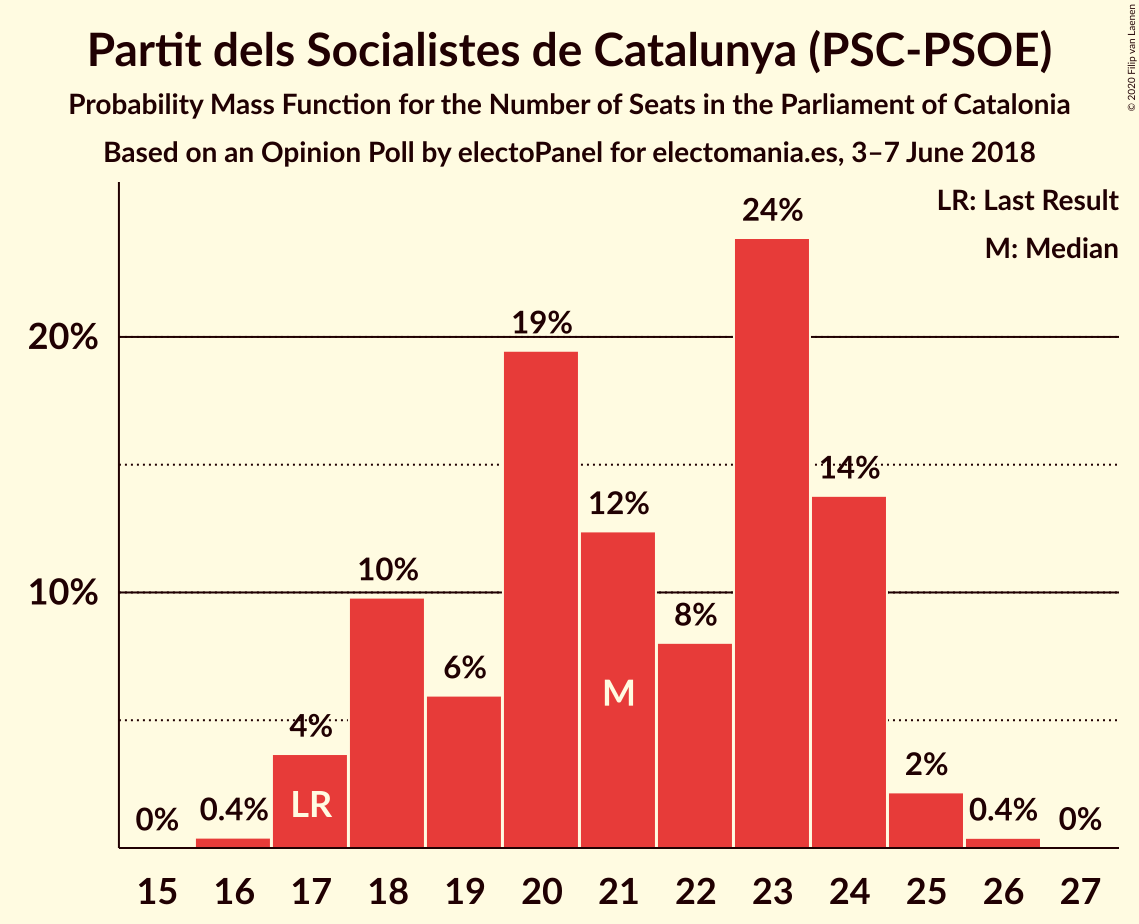 Partit dels Socialistes de Catalunya (PSC-PSOE)
Probability Mass Function for the Number of Seats in the Parliament of Catalonia
Based on an Opinion Poll by electoPanel for electomania.es, 3–7 June 2018
© 2020 Filip van Laenen
LR: Last Result
M: Median
20%
10%
0%
0.4%
4%
10%
6%
19%
12%
8%
24%
14%
2%
0.4%
0%
LR
M
15 16 17 18 19 20 21 22 23 24 25 26 27